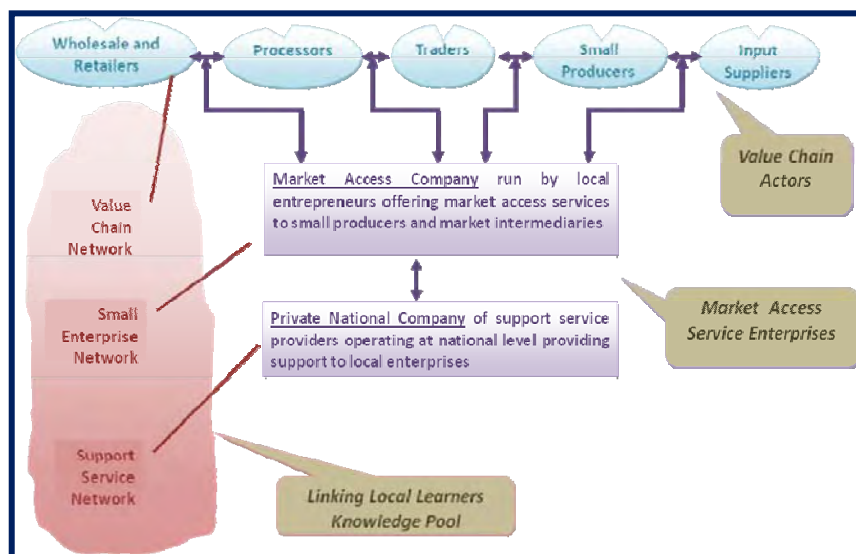 Wholesale and
Retailers
Processors
Traders
Small
Producers
Input
Suppliers
Value Chain
Actors
Market Access Company run by local
entrepreneurs offering market access services
to small producers and market intermediaries
Value
Chain
Network
Small
Enterprise
Network
Private National Company of support service
providers operating at national level providing
support to local enterprises
Market Access
Service Enterprises
Support
Service
Network
Linking Local Learners
Knowledge Pool